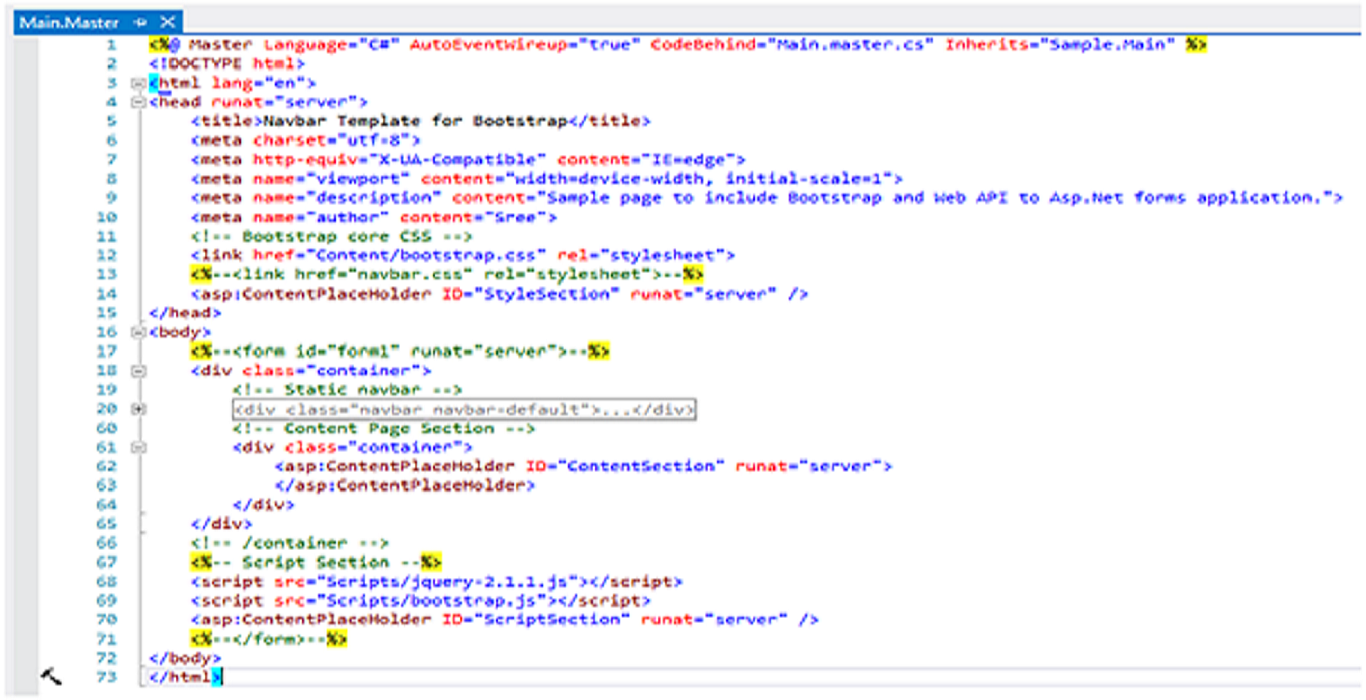 Main.Master
1 <%@ Master Language="C#" AutoEventWireup="true" CodeBehind="Main.master.cs" Inherits="Sample.Main" %>
2 <!DOCTYPE html>
3 <html lang="en">
4 <head runat="server">
5 <title>Navbar Template for Bootstrap</title>
6 <meta charset="utf-8">
7 <meta http-equiv="X-UA-Compatible" content="IE=edge">
8 <meta name="viewport" content="width=device-width, initial-scale=1">
9 <meta name="description" content="Sample page to include Bootstrap and Web API to Asp.Net forms application.">
10 <meta name="author" content="Sree">
11 <!-- Bootstrap core CSS -->
12 <link href="Content/bootstrap.css" rel="stylesheet">
13 <%--<link href="navbar.css" rel="stylesheet">--%>
14 <asp:ContentPlaceHolder ID="StyleSection" runat="server" />
15 </head>
16 <body>
17 <%--<form id="form1" runat="server">--%>
18 <div class="container">
19 <!-- Static navbar -->
20 <div class="navbar navbar-default">...</div>
60 <!-- Content Page Section -->
61 <div class="container">
62 <asp:ContentPlaceHolder ID="ContentSection" runat="server">
63 </asp:ContentPlaceHolder>
64 </div>
65 </div>
66 <!-- /container -->
67 <%-- Script Section --%>
68 <script src="Scripts/jquery-2.1.1.js"></script>
69 <script src="Scripts/bootstrap.js"></script>
70 <asp:ContentPlaceHolder ID="ScriptSection" runat="server" />
71 <%--</form>--%>
72 </body>
73 </html>